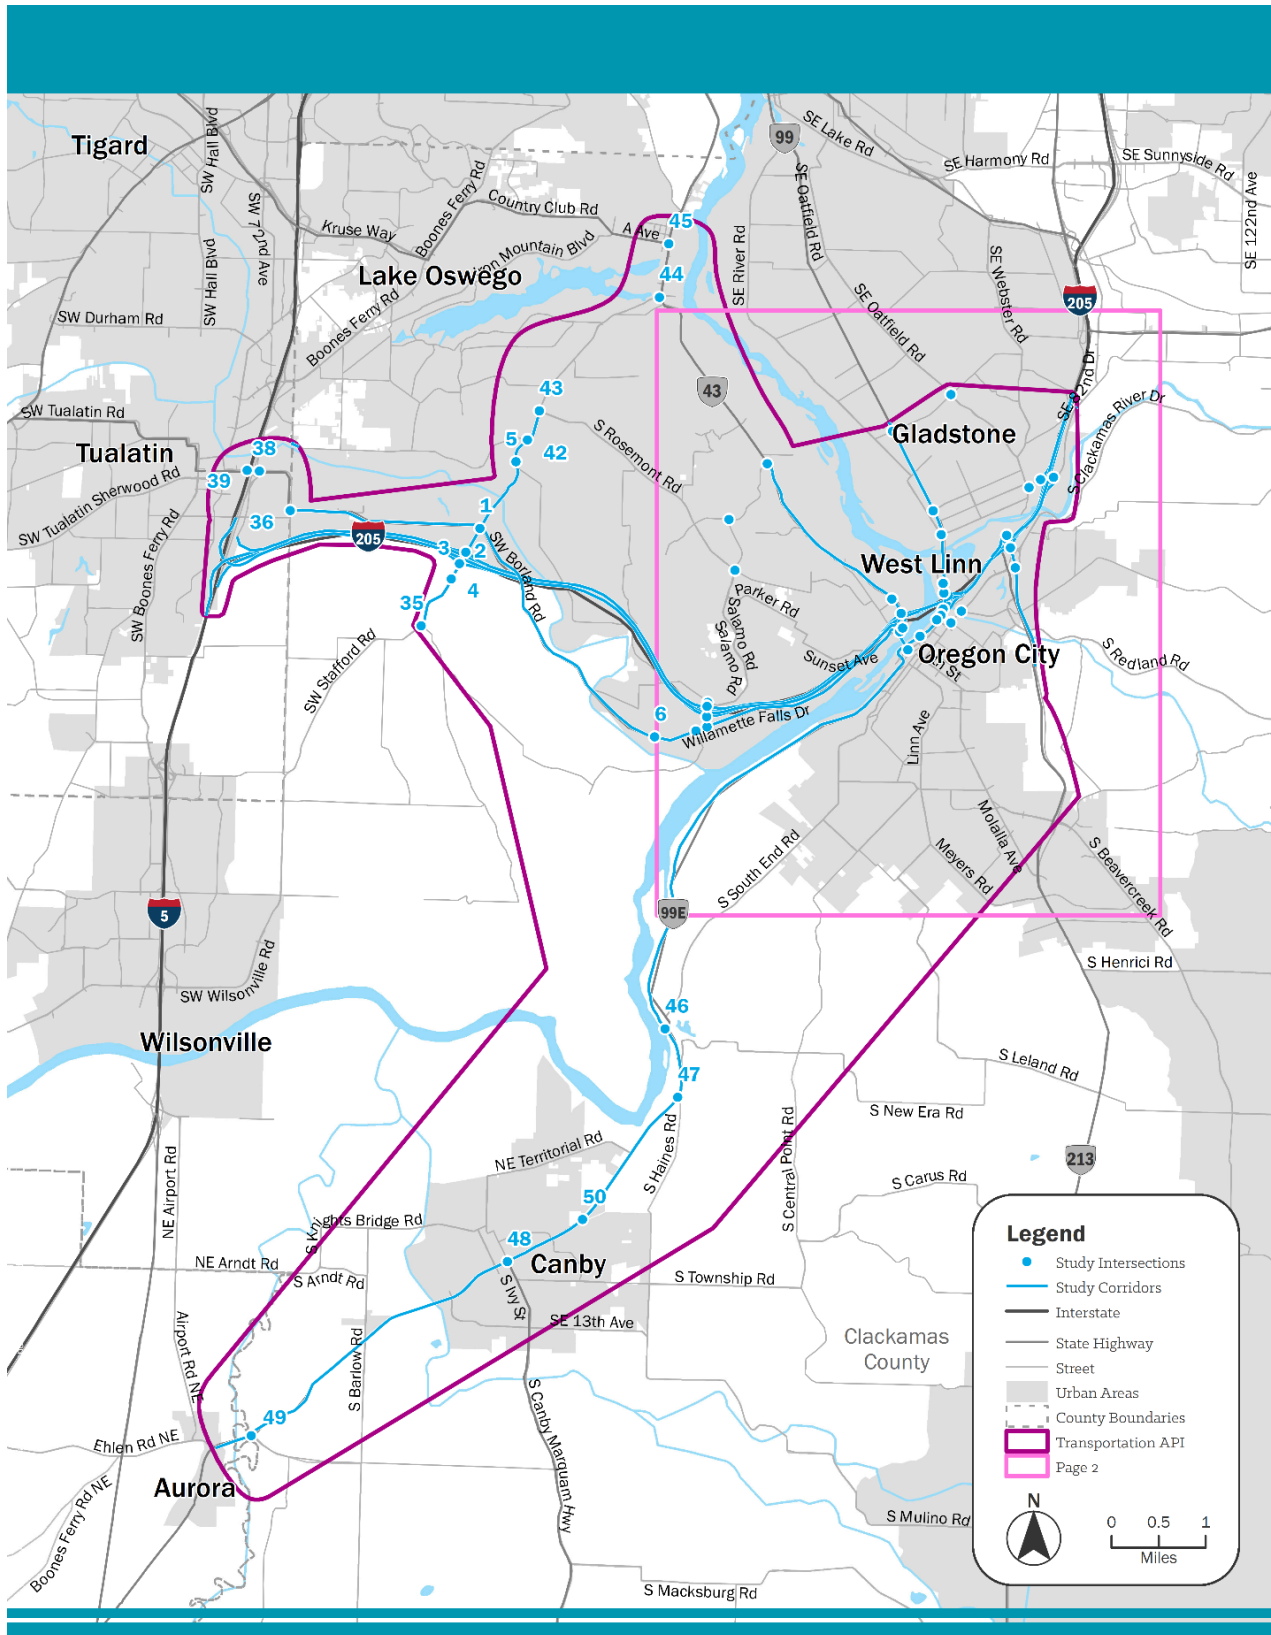 99
SE Lake Rd
SE Harmony Rd
SE Sunnyside Rd
SE 122nd Ave
Tigard
SW Hall Blvd
SW 72nd Ave
SE Oatfield Rd
Boones Ferry Rd
Country Club Rd
Kruse Way
A Ave
45
SE River Rd
SW Hall Blvd
Mountain Blvd
Lake Oswego
44
SE Webster Rd
205
SW Durham Rd
Boones Ferry Rd
SE Oatfield Rd
43
43
SE 82nd Dr
S Clackamas River Dr
SW Tualatin Rd
Tualatin
38
39
5
42
S Rosemont Rd
Gladstone
SW Tualatin Sherwood Rd
36
1
205
3
2
4
SW Borland Rd
West Linn
SW Boones Ferry Rd
35
Parker Rd
Salamo Rd
Salamo Rd
Sunset Ave
Oregon City
St
S Redland Rd
SW Stafford Rd
6
Willamette Falls Dr
Linn Ave
Molalla Ave
Meyers Rd
S Beavercreek Rd
S South End Rd
5
99E
SW Wilsonville Rd
S Henrici Rd
Wilsonville
46
S Leland Rd
47
S New Era Rd
S Haines Rd
S Central Point Rd
NE Territorial Rd
213
NE Airport Rd
S Carus Rd
50
S Kni
ghts Bridge Rd
48
Canby
NE Arndt Rd
S Arndt Rd
S Ivy St
S Township Rd
SE 13th Ave
Airport Rd NE
S Barlow Rd
Clackamas
County
49
Ehlen Rd NE
S Canby Marquam Hwy
Aurora
Boones Ferry Rd NE
S Mulino Rd
S Macksburg Rd
Legend
Study Intersections
Study Corridors
Interstate
State Highway
Street
Urban Areas
County Boundaries
Transportation API
Page 2
N
0 0.5 1
Miles